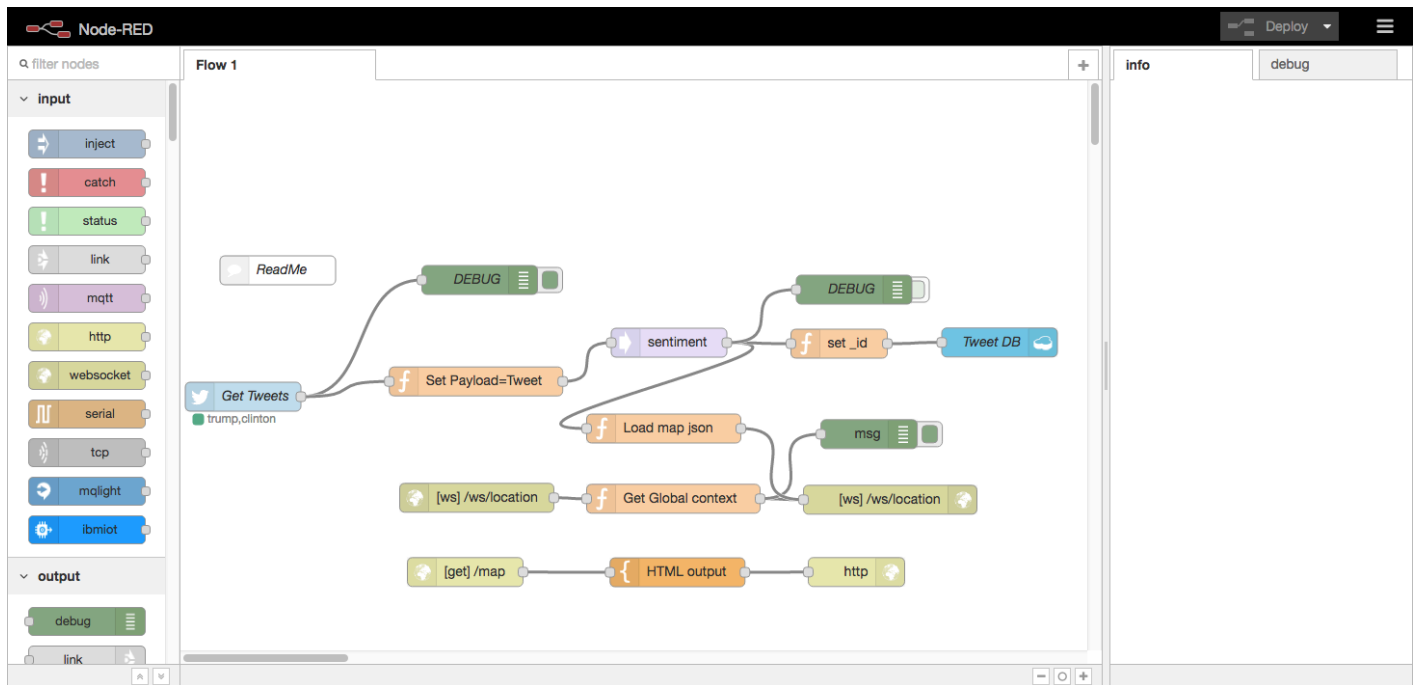 Node-RED
Deploy
filter nodes
Flow 1
info
debug
input
inject
catch
status
link
mqtt
http
websocket
serial
tcp
mqlight
ibmiot
output
debug
link
ReadMe
DEBUG
DEBUG
sentiment
set _id
Tweet DB
Get Tweets
trump,clinton
Set Payload=Tweet
Load map json
msg
[ws] /ws/location
Get Global context
[ws] /ws/location
[get] /map
HTML output
http